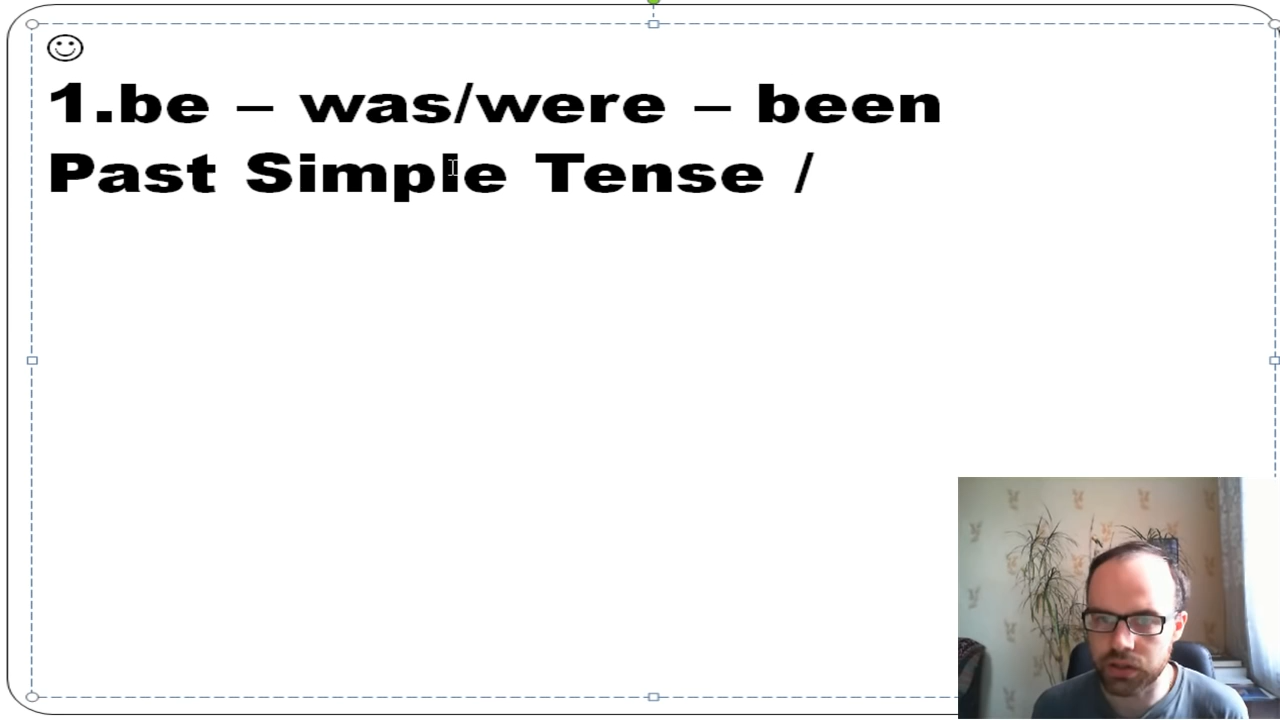 1.be – was/were – been
Past Simple Tense /